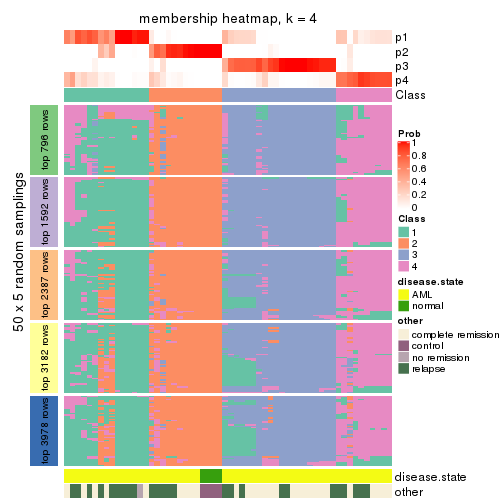 membership heatmap, k = 4
p1
p2
p3
p4
Class
50 x 5 random samplings
top 796 rows
top 1592 rows
top 2387 rows
top 3182 rows
top 3978 rows
disease.state
other
Prob
1
0.8
0.6
0.4
0.2
0
Class
1
2
3
4
disease.state
AML
normal
other
complete remission
control
no remission
relapse